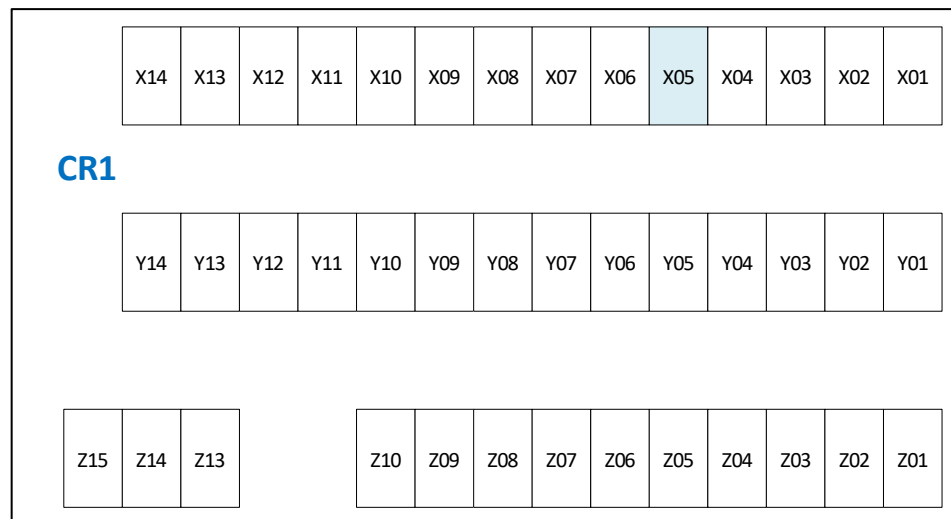 X14 X13 X12 X11 X10 X09 X08 X07 X06 X05 X04 X03 X02 X01
CR1
Y14 Y13 Y12 Y11 Y10 Y09 Y08 Y07 Y06 Y05 Y04 Y03 Y02 Y01
Z15 Z14 Z13 Z10 Z09 Z08 Z07 Z06 Z05 Z04 Z03 Z02 Z01